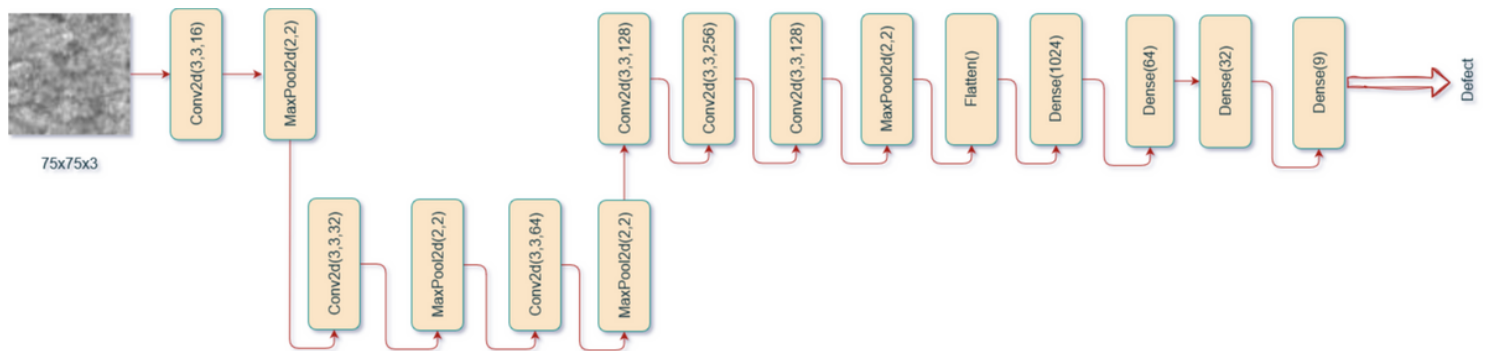 75x75x3
Conv2d(3,3,16)
MaxPool2d(2,2)
Conv2d(3,3,32)
MaxPool2d(2,2)
Conv2d(3,3,64)
MaxPool2d(2,2)
Conv2d(3,3,128)
Conv2d(3,3,256)
Conv2d(3,3,128)
MaxPool2d(2,2)
Flatten()
Dense(1024)
Dense(64)
Dense(32)
Dense(9)
Defect